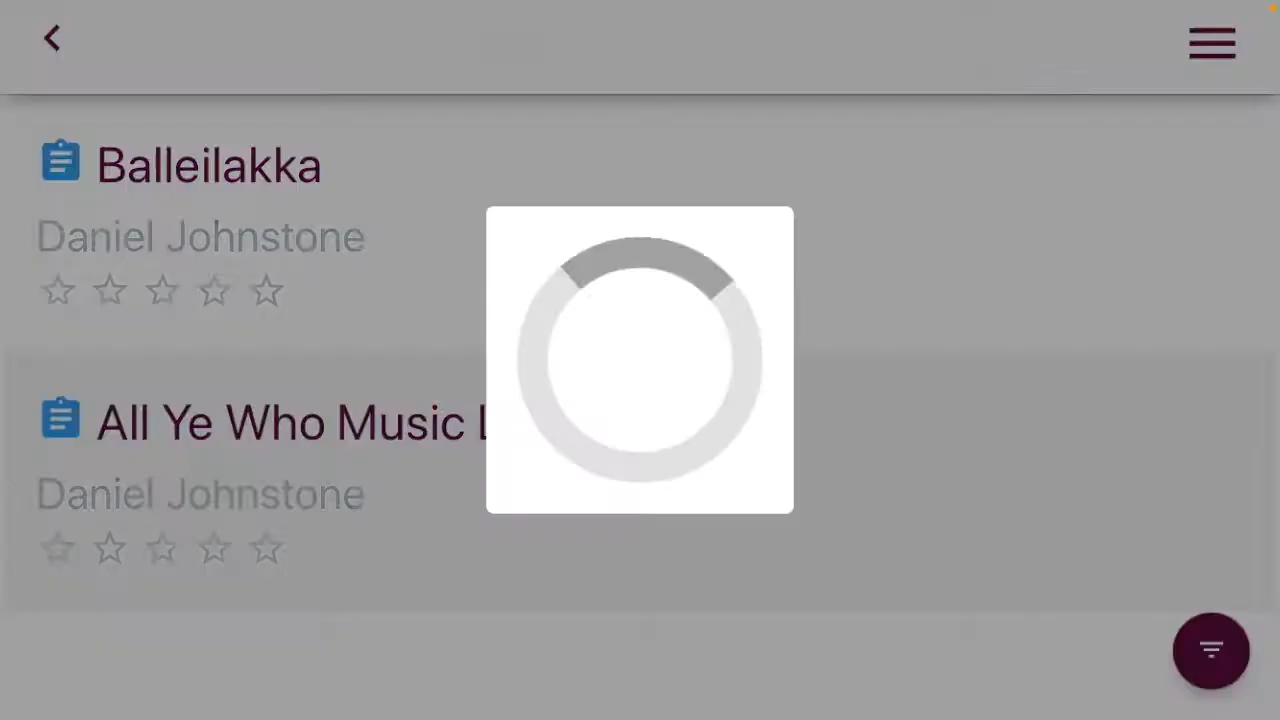 Balleilakka
Daniel Johnstone
All Ye Who Music
Daniel Johnstone